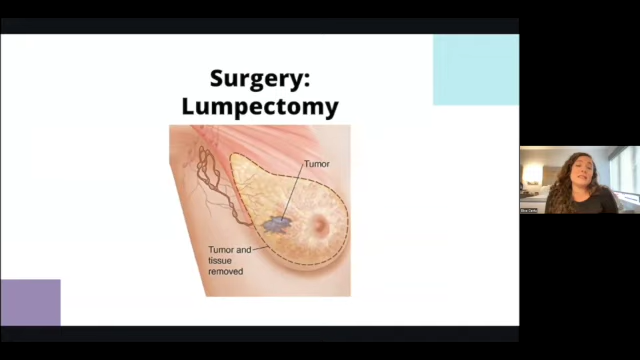 Surgery:
Lumpectomy
Tumor
Tumor and
tissue
removed